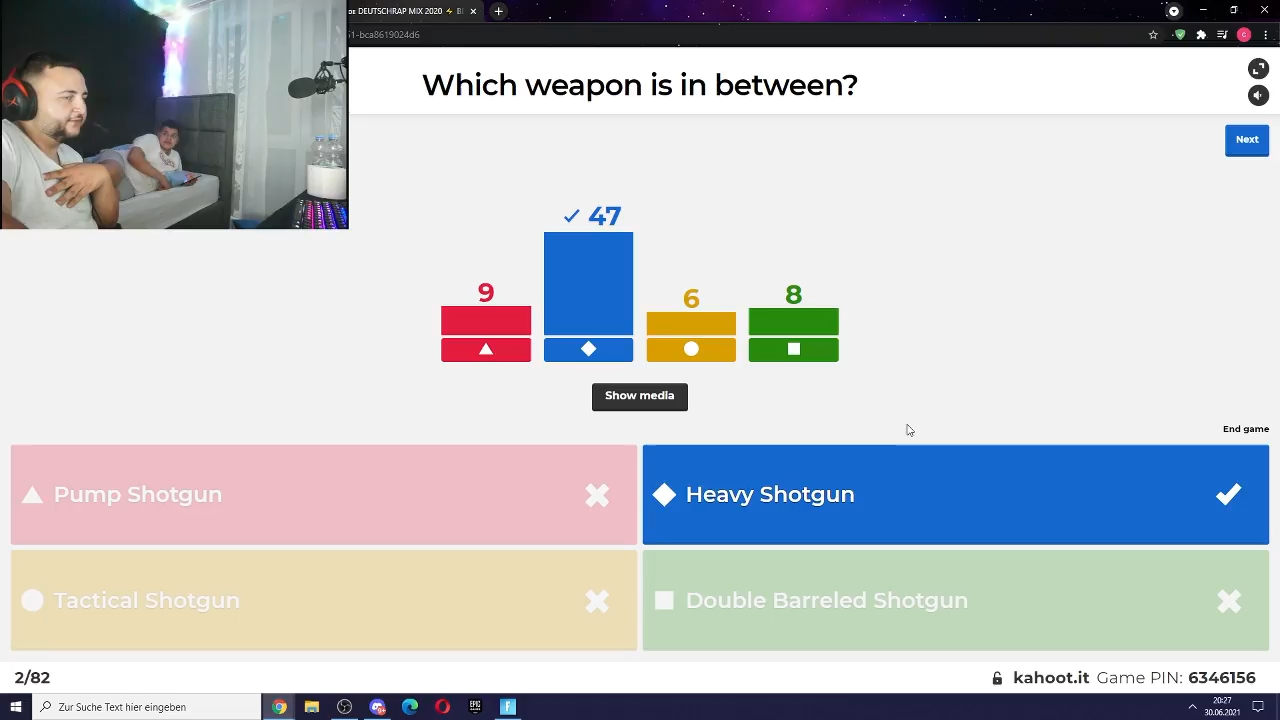 DEUTSCHRAP MIX 2020
bca8619024d6
Which weapon is in between?
Next
47
9
6
8
Show media
End game
Pump Shotgun
Heavy Shotgun
Tactical Shotgun
Double Barreled Shotgun
2/82
kahoot.it Game PIN: 6346156
Zur Suche Text hier eingeben
EPIC
F
20:27
30.06.2021